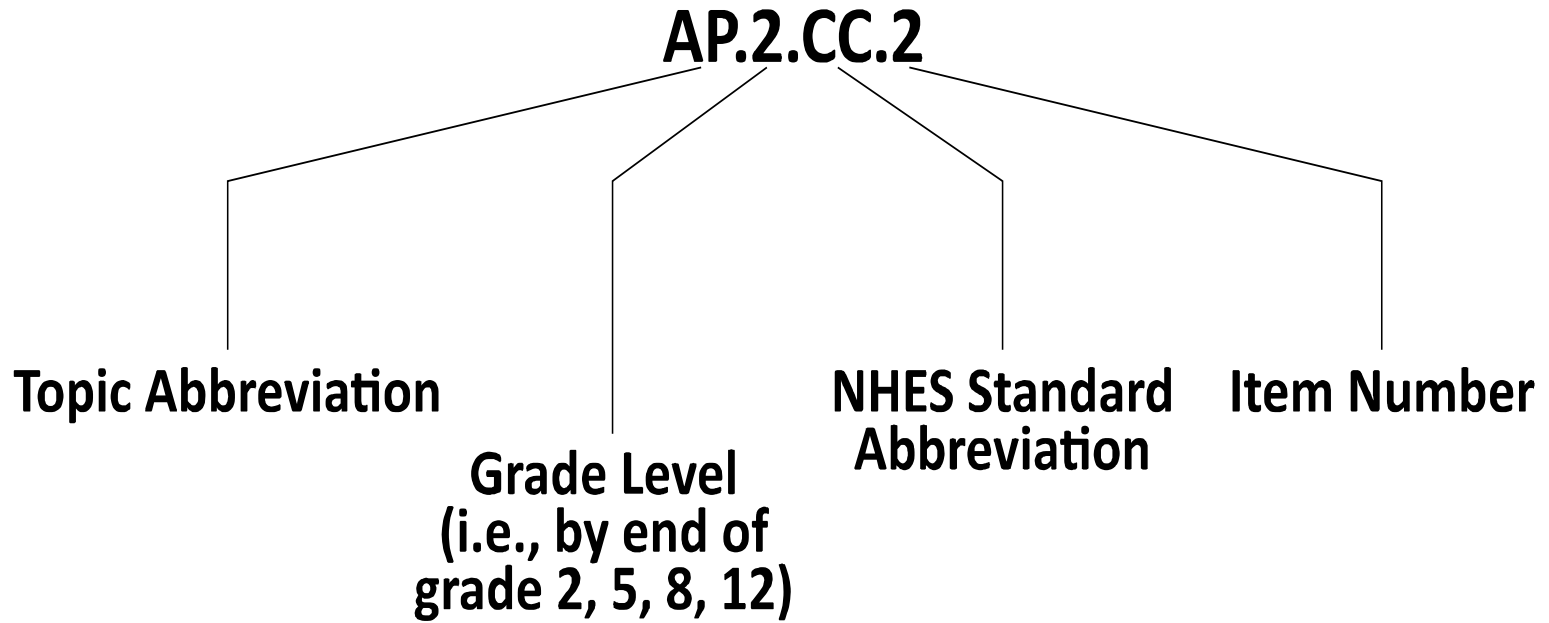 AP.2.CC.2
Topic Abbreviation
Grade Level
(i.e., by end of
grade 2, 5, 8, 12)
NHES Standard
Abbreviation
Item Number